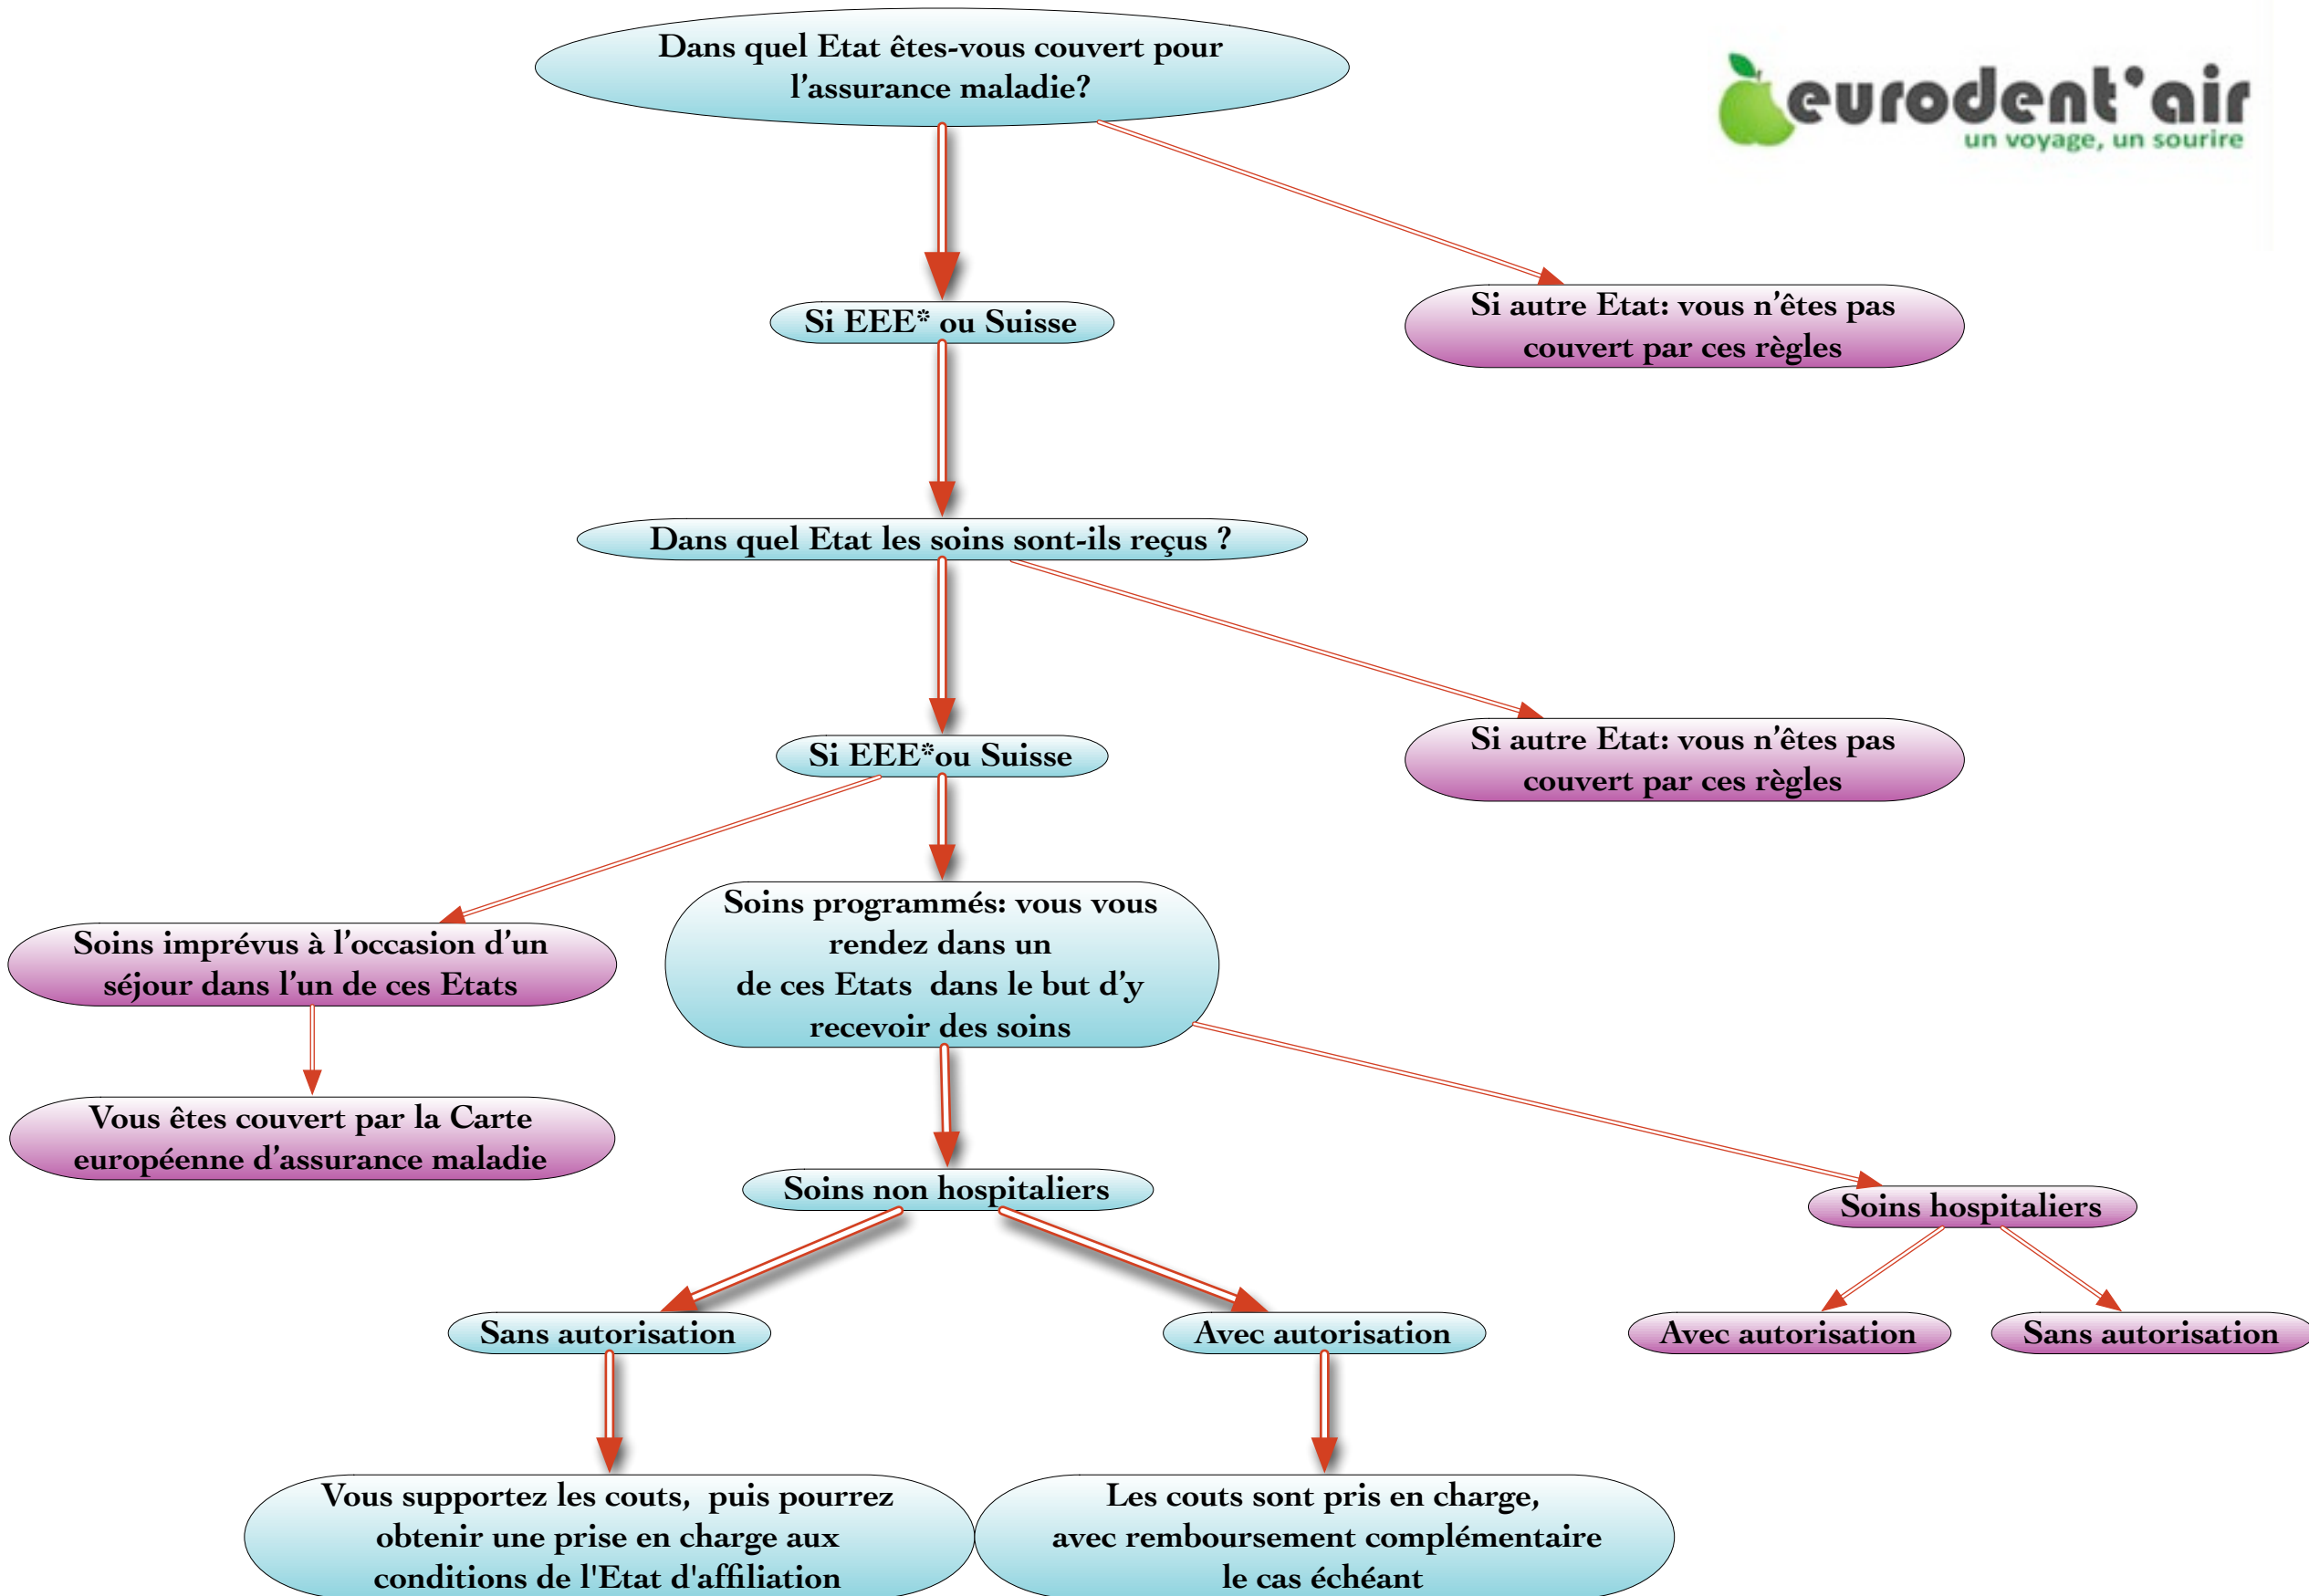 Dans quel Etat êtes-vous couvert pour
l'assurance maladie?
eurodent'air
un voyage, un sourire
Si EEE* ou Suisse
Si autre Etat: vous n'êtes pas
couvert par ces règles
Dans quel Etat les soins sont-ils reçus ?
Si EEE*ou Suisse
Si autre Etat: vous n'êtes pas
couvert par ces règles
Soins imprévus à l'occasion d'un
séjour dans l'un de ces Etats
Soins programmés: vous vous
rendez dans un
de ces Etats  dans le but d'y
recevoir des soins
Vous êtes couvert par la Carte
européenne d'assurance maladie
Soins non hospitaliers
Soins hospitaliers
Sans autorisation
Avec autorisation
Avec autorisation
Sans autorisation
Vous supportez les couts,  puis pourrez
obtenir une prise en charge aux
conditions de l'Etat d'affiliation
Les couts sont pris en charge,
avec remboursement complémentaire
le cas échéant